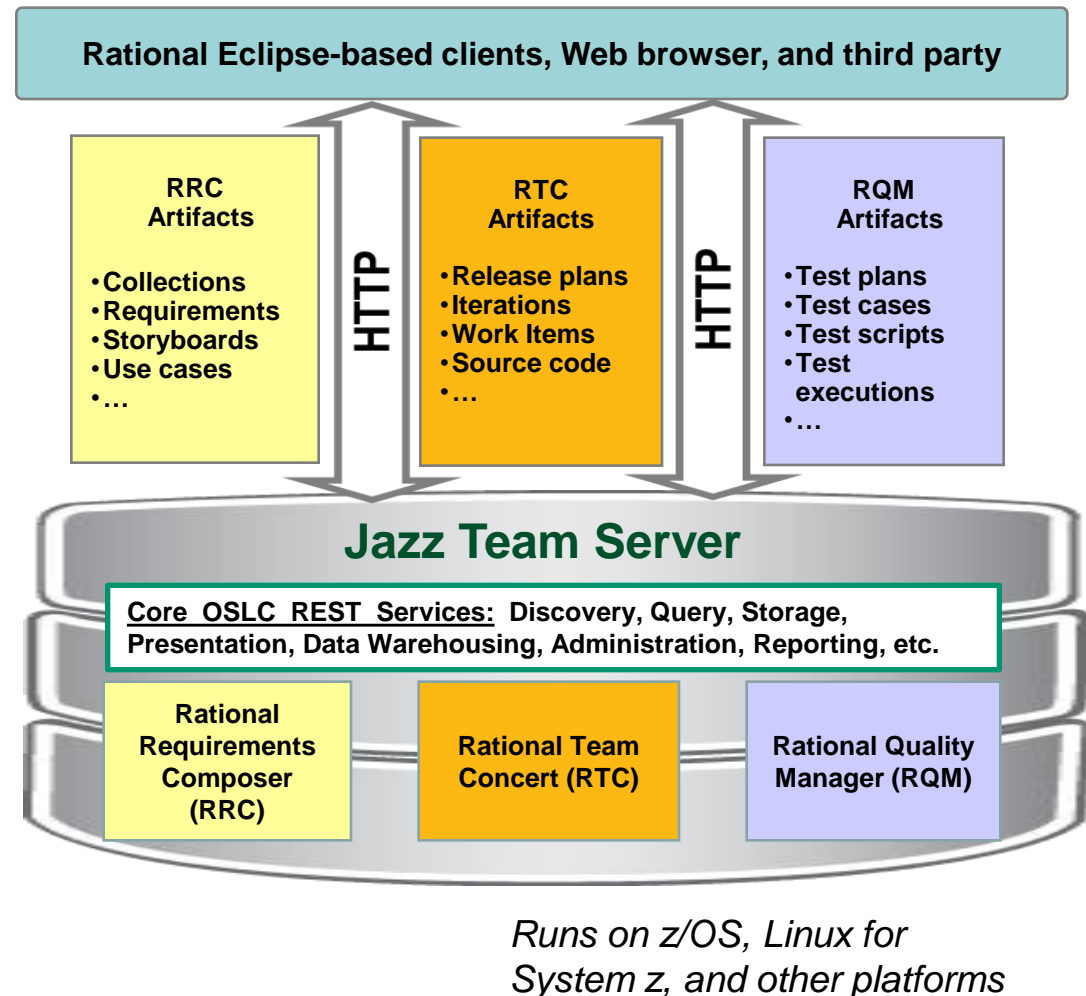 Rational Eclipse-based clients, Web browser, and third party
RRC
Artifacts
•Collections
•Requirements
•Storyboards
•Use cases
•…
HTTP
RTC
Artifacts
•Release plans
•Iterations
•Work Items
•Source code
•…
HTTP
RQM
Artifacts
•Test plans
•Test cases
•Test scripts
•Test
executions
•…
Jazz Team Server
Core OSLC REST Services: Discovery, Query, Storage,
Presentation, Data Warehousing, Administration, Reporting, etc.
Rational
Requirements
Composer
(RRC)
Rational Team
Concert (RTC)
Rational Quality
Manager (RQM)
Runs on z/OS, Linux for
System z, and other platforms